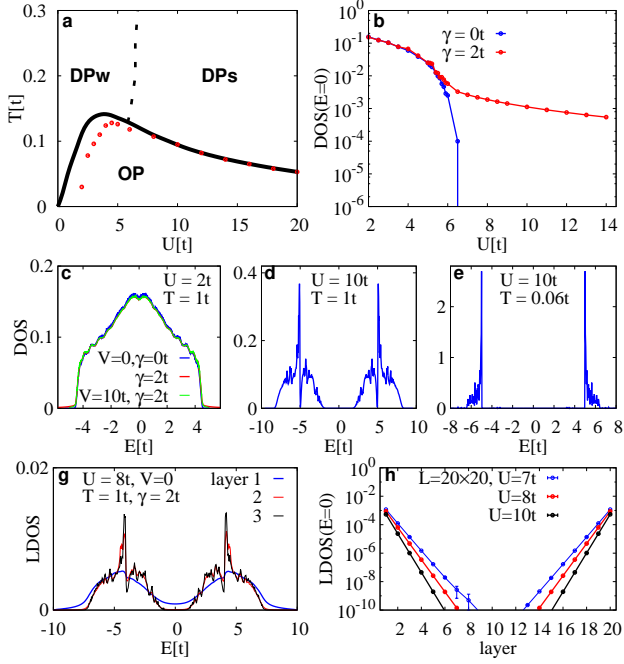 a
0.3
0.2
0.1
0
T[t]
DPw
DPs
OP
0 5 10 15 20
U[t]
b
γ = 0t
γ = 2t
10^0
10^-1
10^-2
10^-3
10^-4
10^-5
10^-6
DOS(E=0)
2 4 6 8 10 12 14
U[t]
c
U = 2t
T = 1t
V=0,γ=0t
γ=2t
V=10t, γ=2t
0.2
0.1
0
DOS
-4 -2 0 2 4
E[t]
d
U = 10t
T = 1t
0.4
0.2
0
-10 -5 0 5 10
E[t]
e
U = 10t
T = 0.06t
2
1
0
-8 -6 -4 -2 0 2 4 6 8
E[t]
g
U = 8t, V=0
T = 1t, γ = 2t
layer 1
2
3
0.02
0.01
0
LDOS
-10 -5 0 5 10
E[t]
h
L=20×20, U=7t
U=8t
U=10t
10^0
10^-2
10^-4
10^-6
10^-8
10^-10
LDOS(E=0)
2 4 6 8 10 12 14 16 18 20
layer